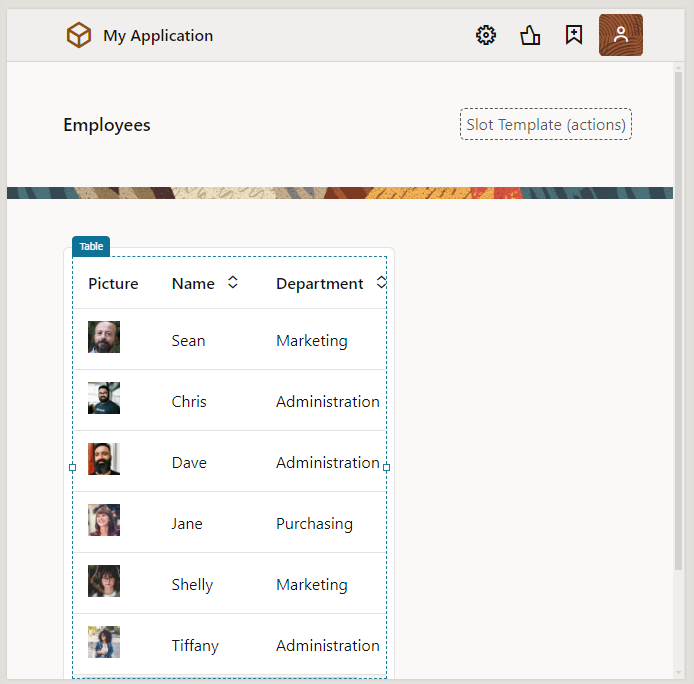 My Application
Employees
Slot Template (actions)
Table
Picture Name Department
Sean Marketing
Chris Administration
Dave Administration
Jane Purchasing
Shelly Marketing
Tiffany Administration